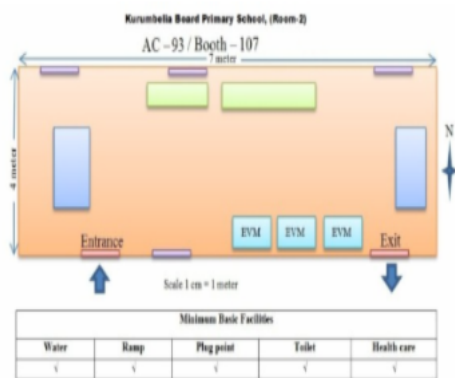 Kurumbelia Board Primary School, (Room-2)
AC – 93 / Booth – 107
7 meter
4 meter
N
EVM EVM EVM
Entrance
Exit
Scale 1 cm = 1 meter
Minimum Basic Facilities
Water Ramp Plug point Toilet Health care
√ √ √ √ √